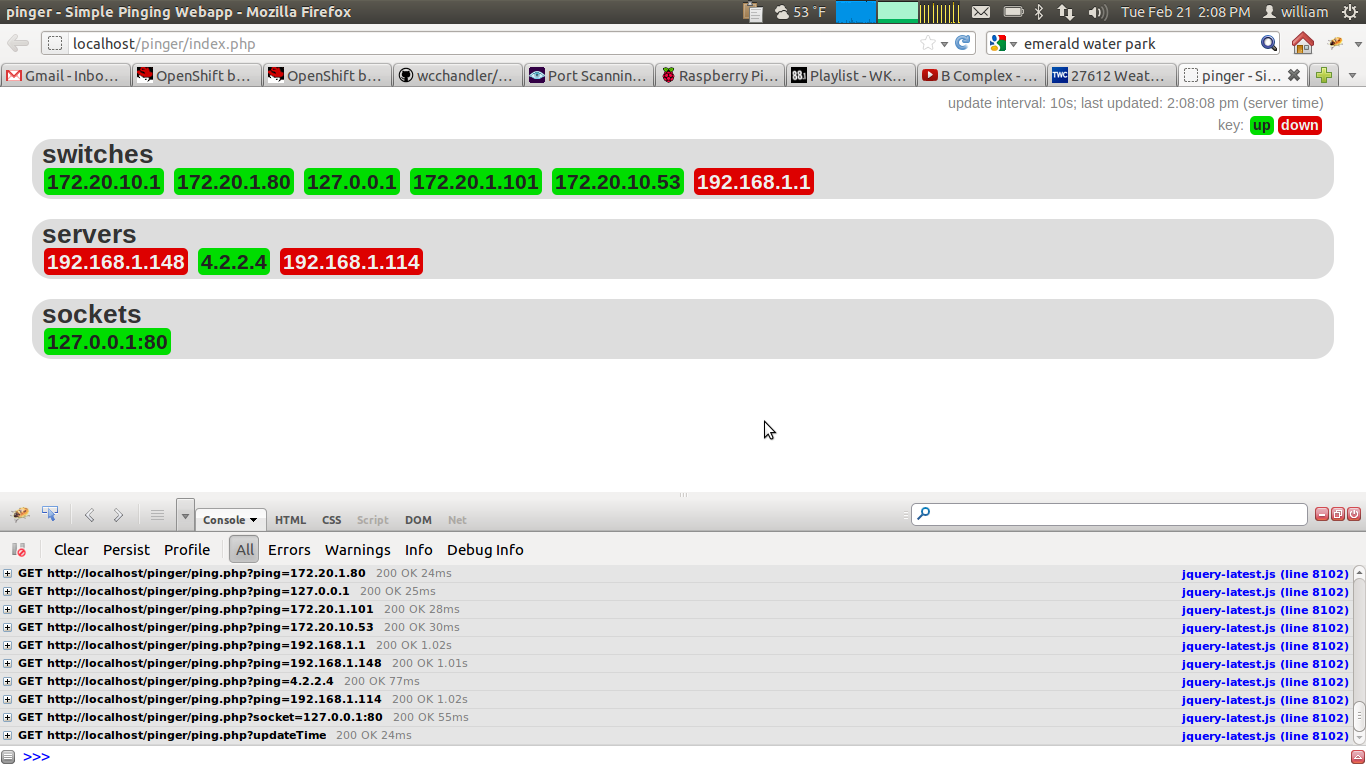 pinger - Simple Pinging Webapp - Mozilla Firefox 53 °F Tue Feb 21 2:08 PM william
localhost/pinger/index.php emerald water park
Gmail - Inbo... OpenShift b... OpenShift b... wcchandler/... Port Scannin... Raspberry Pi... 88.1 Playlist - WK... B Complex - ... TWC 27612 Weat... pinger - Si...
update interval: 10s; last updated: 2:08:08 pm (server time)
key: up down
switches
172.20.10.1 172.20.1.80 127.0.0.1 172.20.1.101 172.20.10.53 192.168.1.1
servers
192.168.1.148 4.2.2.4 192.168.1.114
sockets
127.0.0.1:80
Console HTML CSS Script DOM Net
Clear Persist Profile All Errors Warnings Info Debug Info
GET http://localhost/pinger/ping.php?ping=172.20.1.80 200 OK 24ms jquery-latest.js (line 8102)
GET http://localhost/pinger/ping.php?ping=127.0.0.1 200 OK 25ms jquery-latest.js (line 8102)
GET http://localhost/pinger/ping.php?ping=172.20.1.101 200 OK 28ms jquery-latest.js (line 8102)
GET http://localhost/pinger/ping.php?ping=172.20.10.53 200 OK 30ms jquery-latest.js (line 8102)
GET http://localhost/pinger/ping.php?ping=192.168.1.1 200 OK 1.02s jquery-latest.js (line 8102)
GET http://localhost/pinger/ping.php?ping=192.168.1.148 200 OK 1.01s jquery-latest.js (line 8102)
GET http://localhost/pinger/ping.php?ping=4.2.2.4 200 OK 77ms jquery-latest.js (line 8102)
GET http://localhost/pinger/ping.php?ping=192.168.1.114 200 OK 1.02s jquery-latest.js (line 8102)
GET http://localhost/pinger/ping.php?socket=127.0.0.1:80 200 OK 55ms jquery-latest.js (line 8102)
GET http://localhost/pinger/ping.php?updateTime 200 OK 24ms jquery-latest.js (line 8102)
>>>